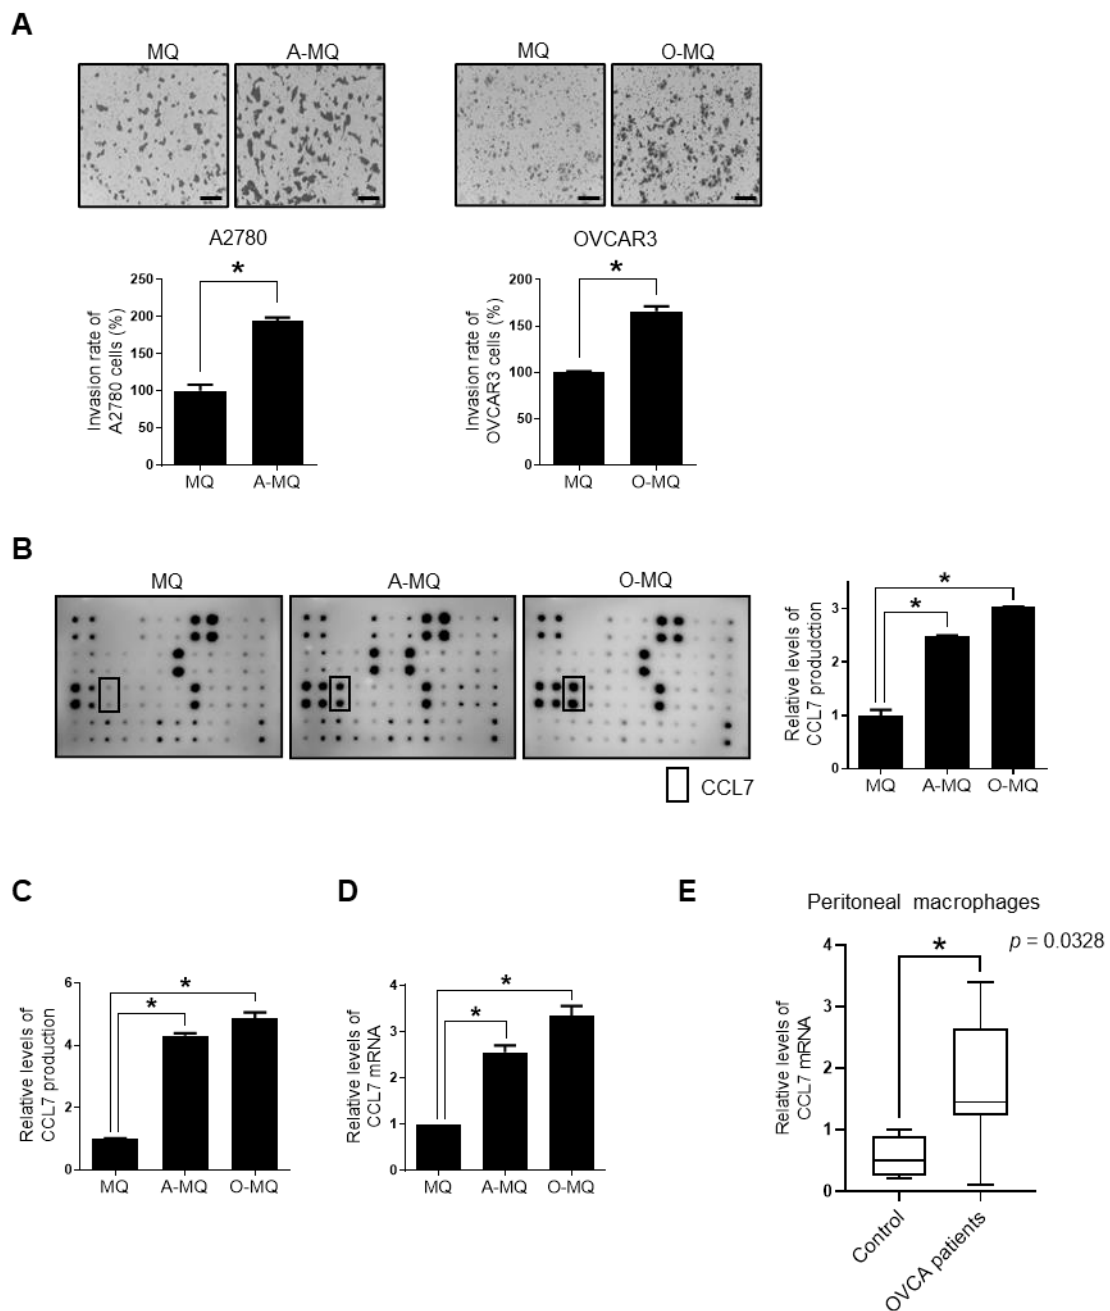 A
MQ A-MQ MQ O-MQ
A2780 OVCAR3
Invasion rate of
A2780 cells (%)
250
200
150
100
50
0
MQ A-MQ
*
Invasion rate of
OVCAR3 cells (%)
200
150
100
50
0
MQ O-MQ
*
B
MQ A-MQ O-MQ
CCL7
Relative levels of
CCL7 produdction
3
2
1
0
MQ A-MQ O-MQ
*
*
C
Relative levels of
CCL7 production
6
4
2
0
MQ A-MQ O-MQ
*
*
D
Relative levels of
CCL7 mRNA
4
3
2
1
0
MQ A-MQ O-MQ
*
*
E
Peritoneal macrophages
p = 0.0328
*
Relative levels of
CCL7 mRNA
4
3
2
1
0
Control
OVCA patients